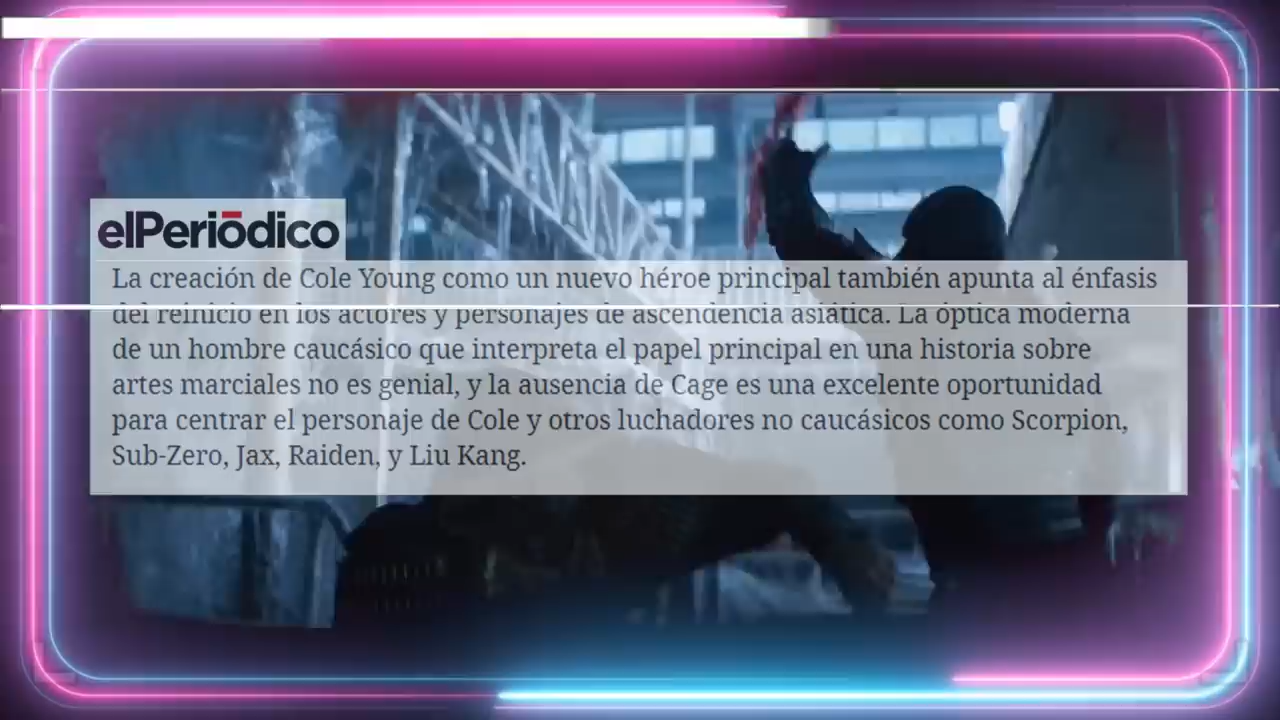 elPeriódico
La creación de Cole Young como un nuevo héroe principal también apunta al énfasis
del reinicio en los actores y personajes de ascendencia asiática. La óptica moderna
de un hombre caucásico que interpreta el papel principal en una historia sobre
artes marciales no es genial, y la ausencia de Cage es una excelente oportunidad
para centrar el personaje de Cole y otros luchadores no caucásicos como Scorpion,
Sub-Zero, Jax, Raiden, y Liu Kang.